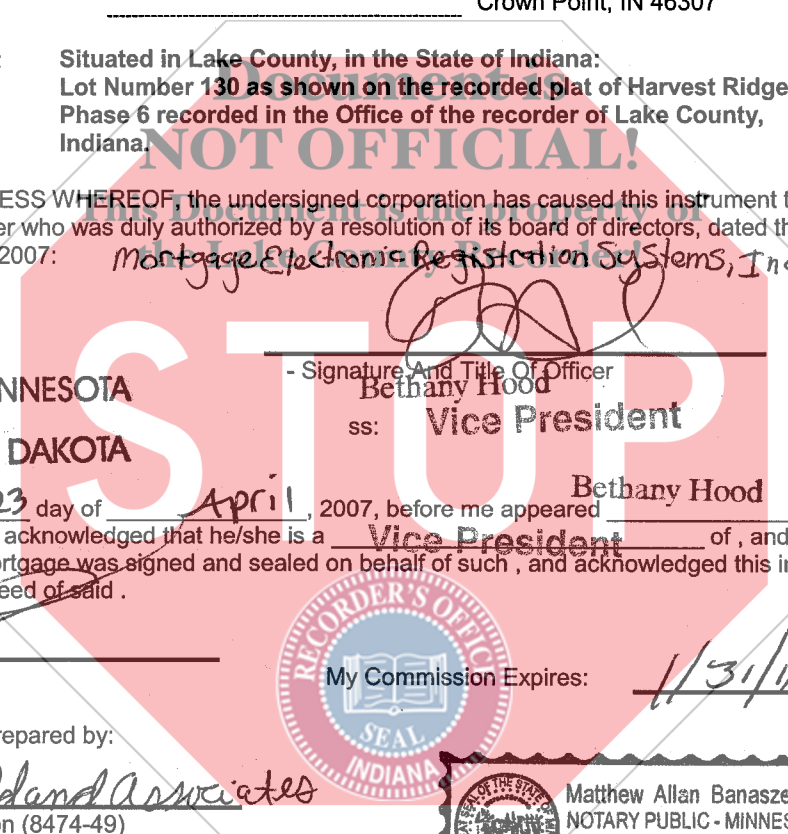 Crown Point, IN 46307
Situated in Lake County, in the State of Indiana:
Document is
Lot Number 130 as shown on the recorded plat of Harvest Ridge
Phase 6 recorded in the Office of the recorder of Lake County,
Indiana.
NOT OFFICIAL!
ESS WHEREOF, the undersigned corporation has caused this instrument t
This Document is the property of
er who was duly authorized by a resolution of its board of directors, dated th
2007: Mortgage Electronic Registration Systems, Inc
the Lake County Recorder!
STOP
- Signature And Title Of Officer
Bethany Hood
NNESOTA
ss: Vice President
DAKOTA
23 day of April, 2007, before me appeared Bethany Hood
acknowledged that he/she is a Vice President of , and
ortgage was signed and sealed on behalf of such , and acknowledged this i
eed of said .
RECORDER'S OFFICE
SEAL
INDIANA
My Commission Expires: 1/31/1
repared by:
d and Associates
on (8474-49)
Matthew Allan Banasze
NOTARY PUBLIC - MINNES